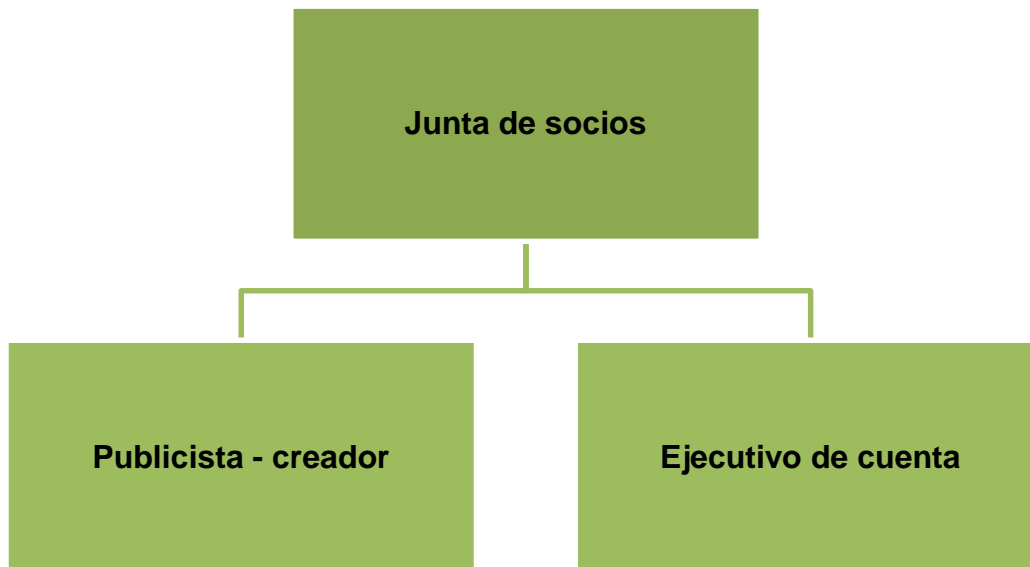 Junta de socios
Publicista - creador
Ejecutivo de cuenta